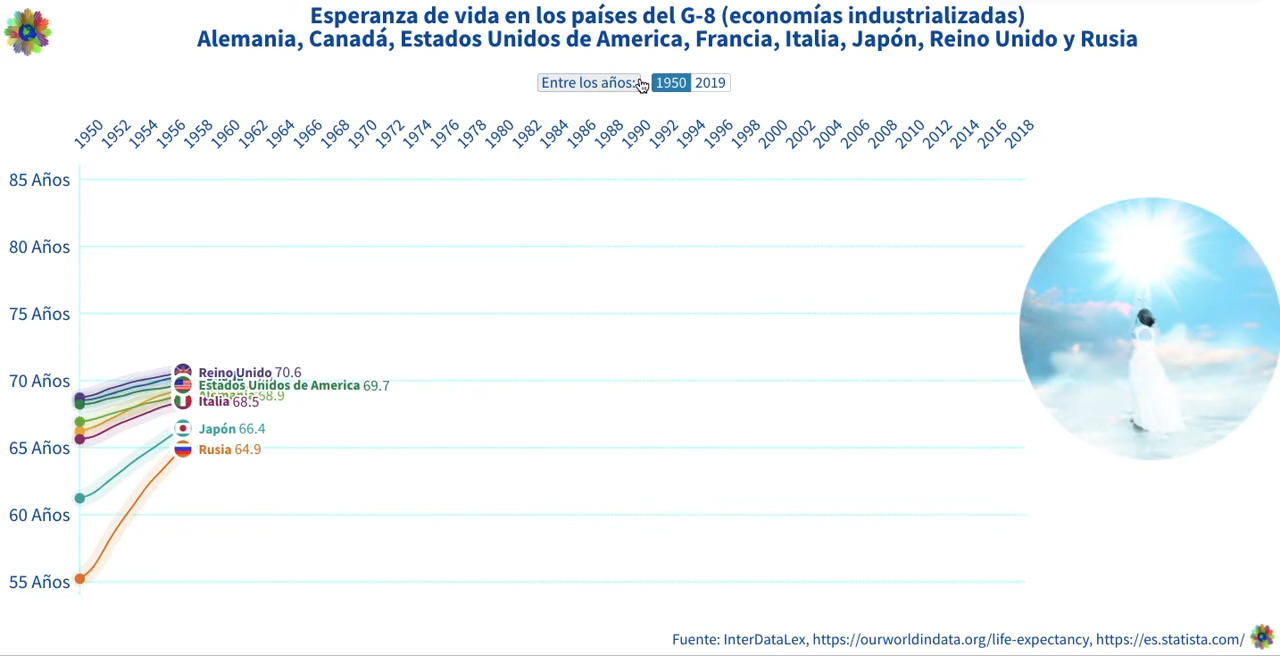 Esperanza de vida en los países del G-8 (economías industrializadas)
Alemania, Canadá, Estados Unidos de America, Francia, Italia, Japón, Reino Unido y Rusia
Entre los años: 1950 2019
1950 1952 1954 1956 1958 1960 1962 1964 1966 1968 1970 1972 1974 1976 1978 1980 1982 1984 1986 1988 1990 1992 1994 1996 1998 2000 2002 2004 2006 2008 2010 2012 2014 2016 2018
85 Años
80 Años
75 Años
70 Años
Reino Unido 70.6
Estados Unidos de America 69.7
Alemania 68.9
Italia 68.5
Japón 66.4
65 Años
Rusia 64.9
60 Años
55 Años
Fuente: InterDataLex, https://ourworldindata.org/life-expectancy, https://es.statista.com/